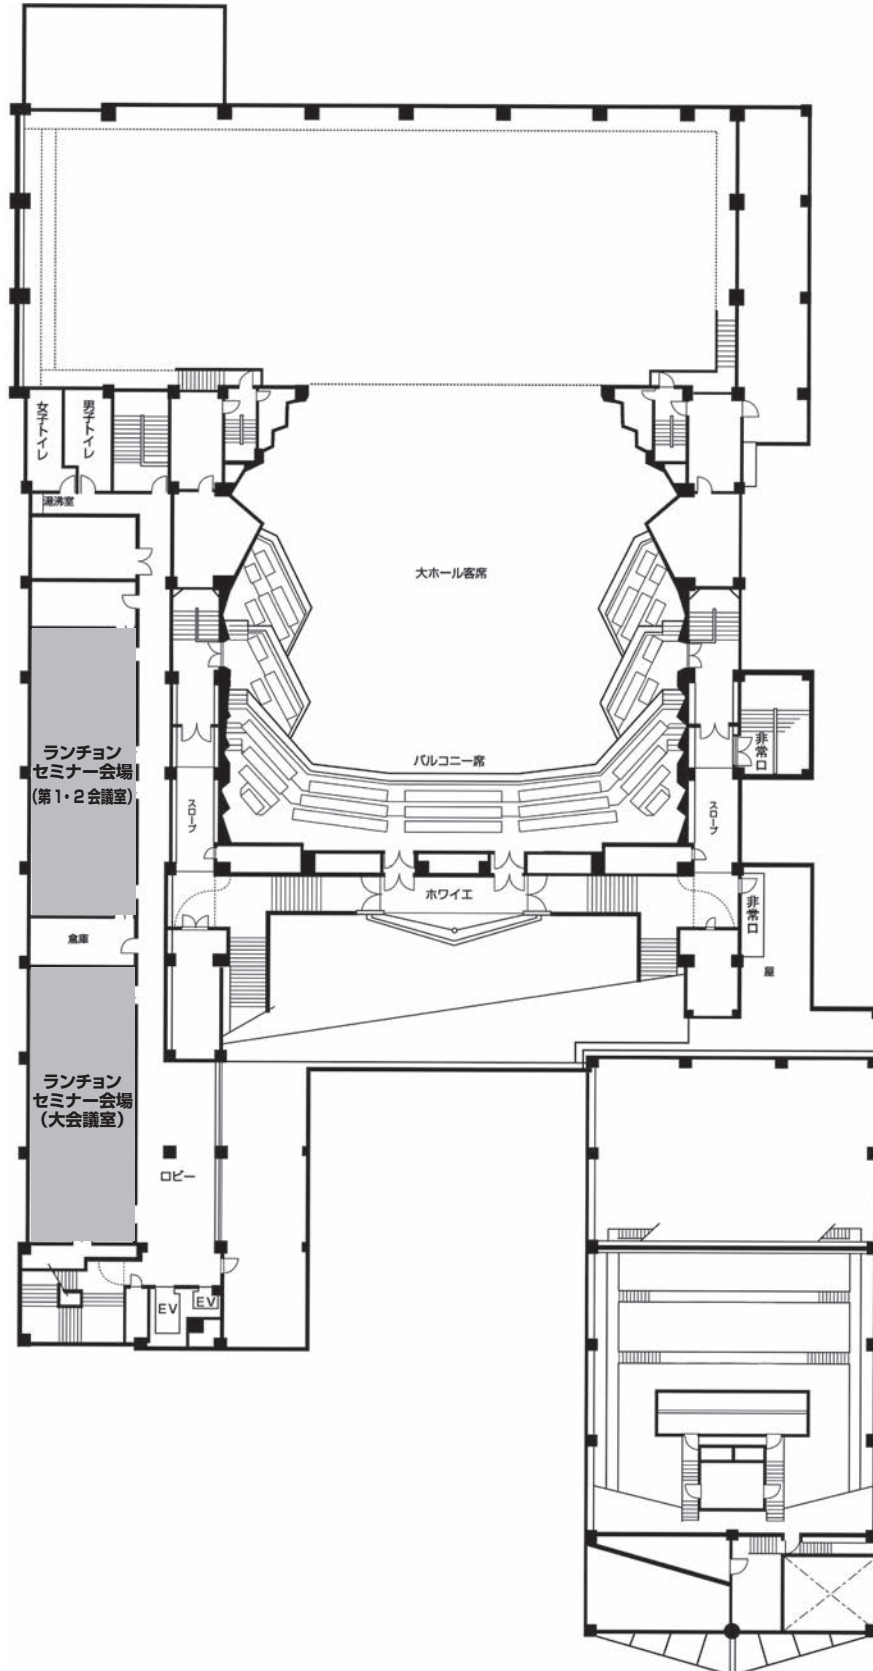 女子トイレ
男子トイレ
湯沸室
大ホール客席
ランチョン
セミナー会場
(第1・2会議室)
バルコニー席
非常口
スロープ
スロープ
ホワイエ
非常口
倉庫
屋
ランチョン
セミナー会場
(大会議室)
ロビー
EV
EV